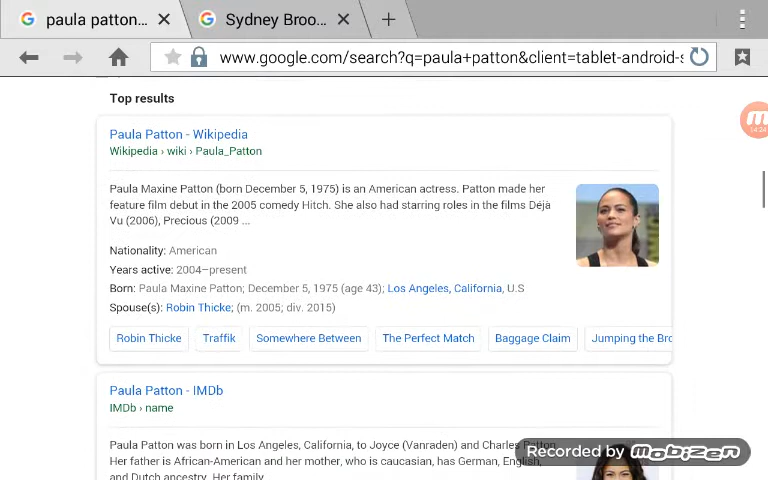 paula patton...
Sydney Broo...
www.google.com/search?q=paula+patton&client=tablet-android-s
14:24
Top results
Paula Patton - Wikipedia
Wikipedia › wiki › Paula_Patton
Paula Maxine Patton (born December 5, 1975) is an American actress. Patton made her
feature film debut in the 2005 comedy Hitch. She also had starring roles in the films Déjà
Vu (2006), Precious (2009 ...
Nationality: American
Years active: 2004–present
Born: Paula Maxine Patton; December 5, 1975 (age 43); Los Angeles, California, U.S
Spouse(s): Robin Thicke; (m. 2005; div. 2015)
Robin Thicke Traffik Somewhere Between The Perfect Match Baggage Claim Jumping the Bro
Paula Patton - IMDb
IMDb › name
Paula Patton was born in Los Angeles, California, to Joyce (Vanraden) and Charles Patton.
Her father is African-American and her mother, who is caucasian, has German, English,
and Dutch ancestry. Her family
Recorded by Mobizen